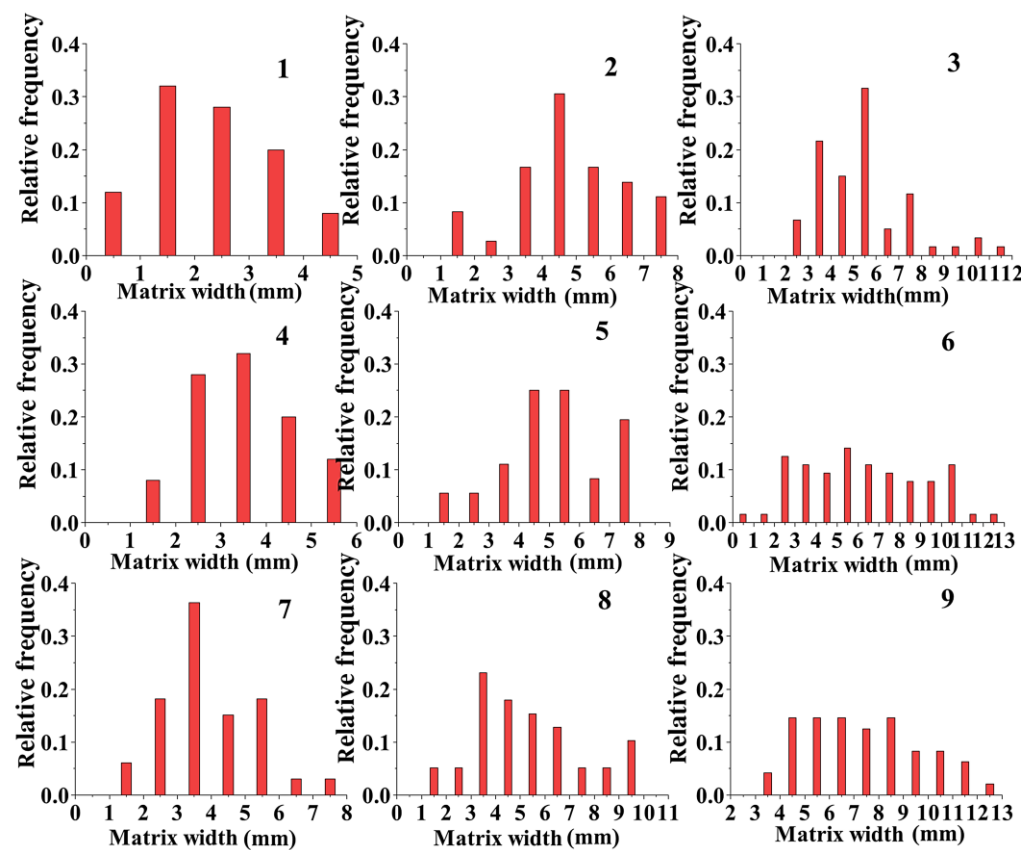 1
Relative frequency
0.4
0.3
0.2
0.1
0.0
0 1 2 3 4 5
Matrix width (mm)
2
Relative frequency
0.4
0.3
0.2
0.1
0.0
0 1 2 3 4 5 6 7 8
Matrix width (mm)
3
Relative frequency
0.4
0.3
0.2
0.1
0.0
0 1 2 3 4 5 6 7 8 9 10 11 12
Matrix width(mm)
4
Relative frequency
0.4
0.3
0.2
0.1
0.0
0 1 2 3 4 5 6
Matrix width (mm)
5
Relative frequency
0.4
0.3
0.2
0.1
0.0
0 1 2 3 4 5 6 7 8 9
Matrix width (mm)
6
Relative frequency
0.4
0.3
0.2
0.1
0.0
0 1 2 3 4 5 6 7 8 9 10 11 12 13
Matrix width (mm)
7
Relative frequency
0.4
0.3
0.2
0.1
0.0
0 1 2 3 4 5 6 7 8
Matrix width (mm)
8
Relative frequency
0.4
0.3
0.2
0.1
0.0
0 1 2 3 4 5 6 7 8 9 10 11
Matrix width (mm)
9
Relative frequency
0.4
0.3
0.2
0.1
0.0
2 3 4 5 6 7 8 9 10 11 12 13
Matrix width (mm)